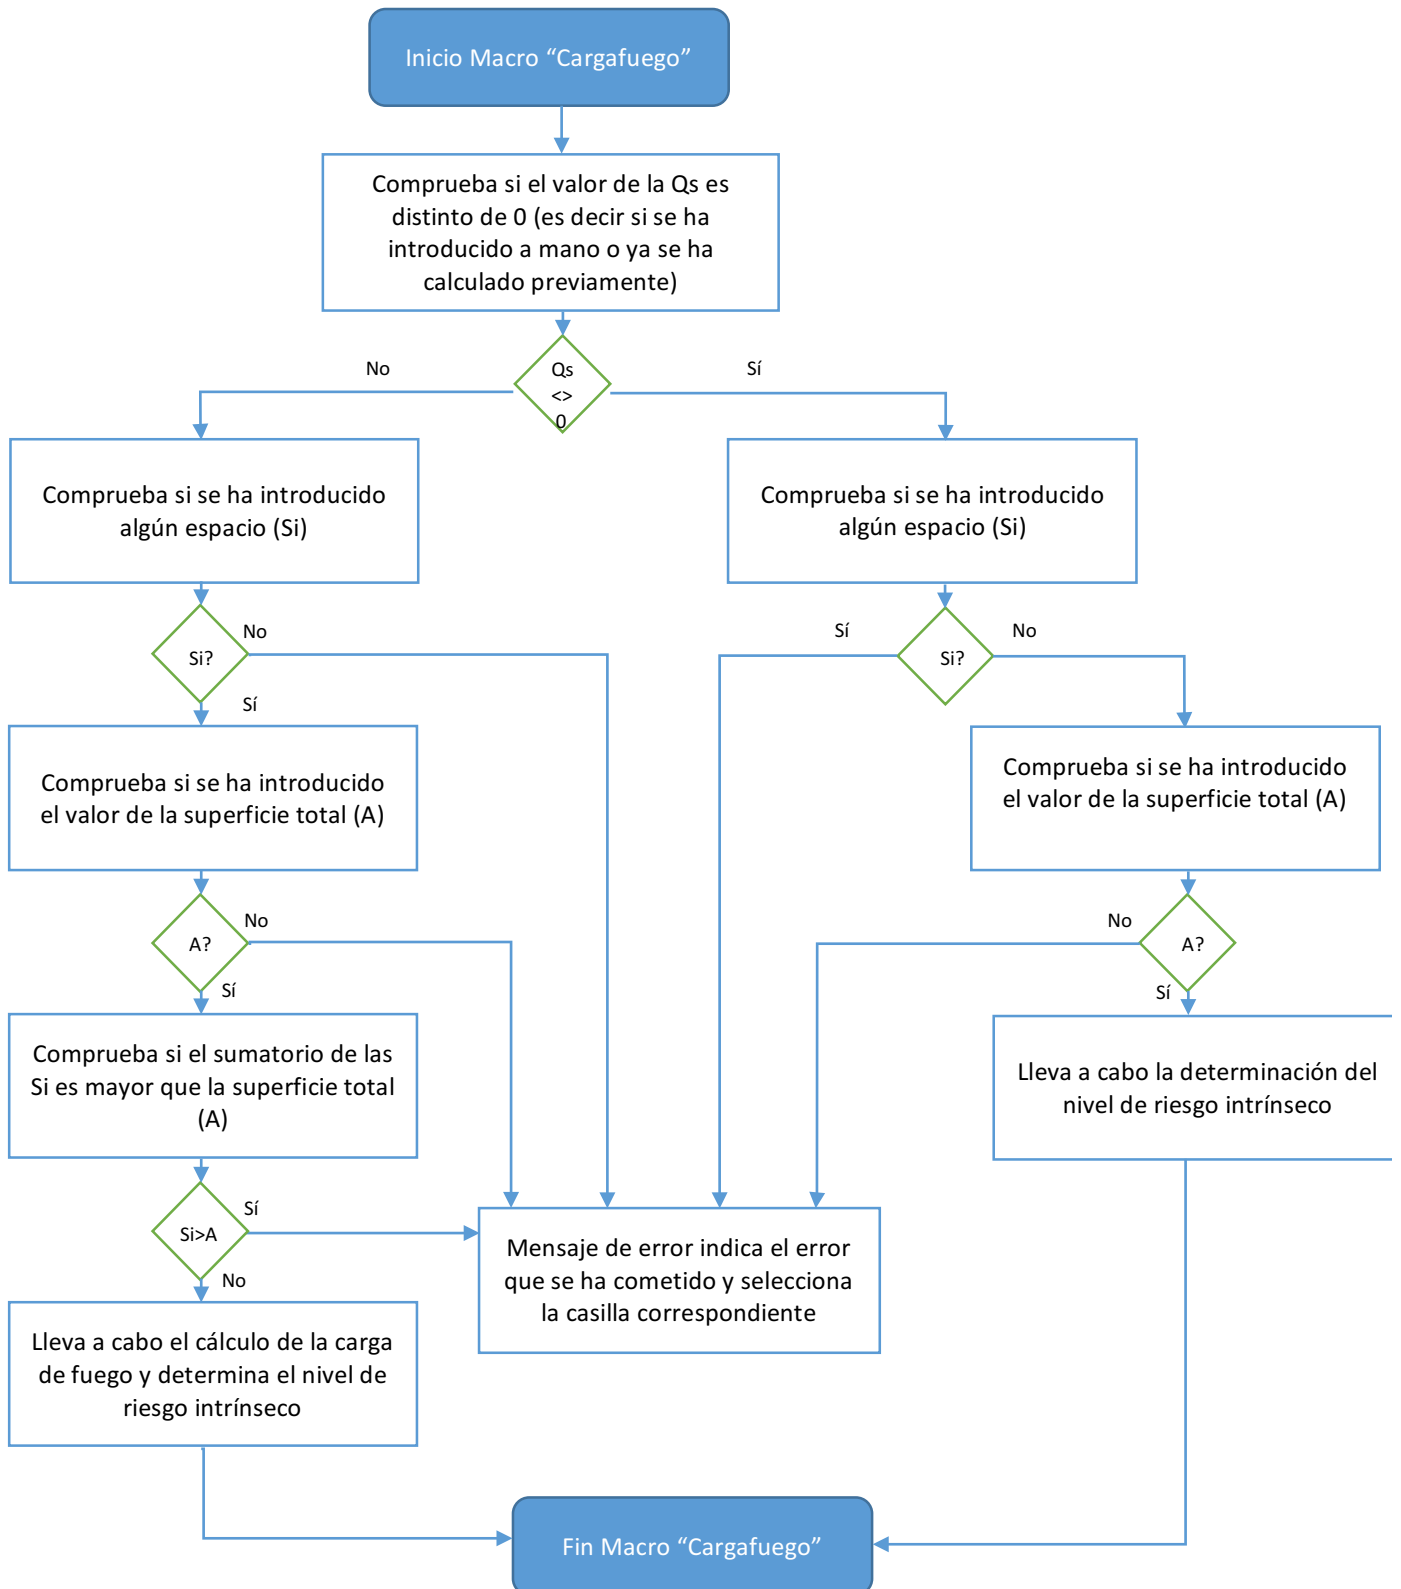 Inicio Macro “Cargafuego”
Comprueba si el valor de la Qs es
distinto de 0 (es decir si se ha
introducido a mano o ya se ha
calculado previamente)
No
Qs
<>
0
Sí
Comprueba si se ha introducido
algún espacio (Si)
Comprueba si se ha introducido
algún espacio (Si)
Si?
No
Sí
Sí
Si?
No
Comprueba si se ha introducido
el valor de la superficie total (A)
Comprueba si se ha introducido
el valor de la superficie total (A)
A?
No
Sí
No
A?
Sí
Comprueba si el sumatorio de las
Si es mayor que la superficie total
(A)
Lleva a cabo la determinación del
nivel de riesgo intrínseco
Si>A
Sí
No
Mensaje de error indica el error
que se ha cometido y selecciona
la casilla correspondiente
Lleva a cabo el cálculo de la carga
de fuego y determina el nivel de
riesgo intrínseco
Fin Macro “Cargafuego”